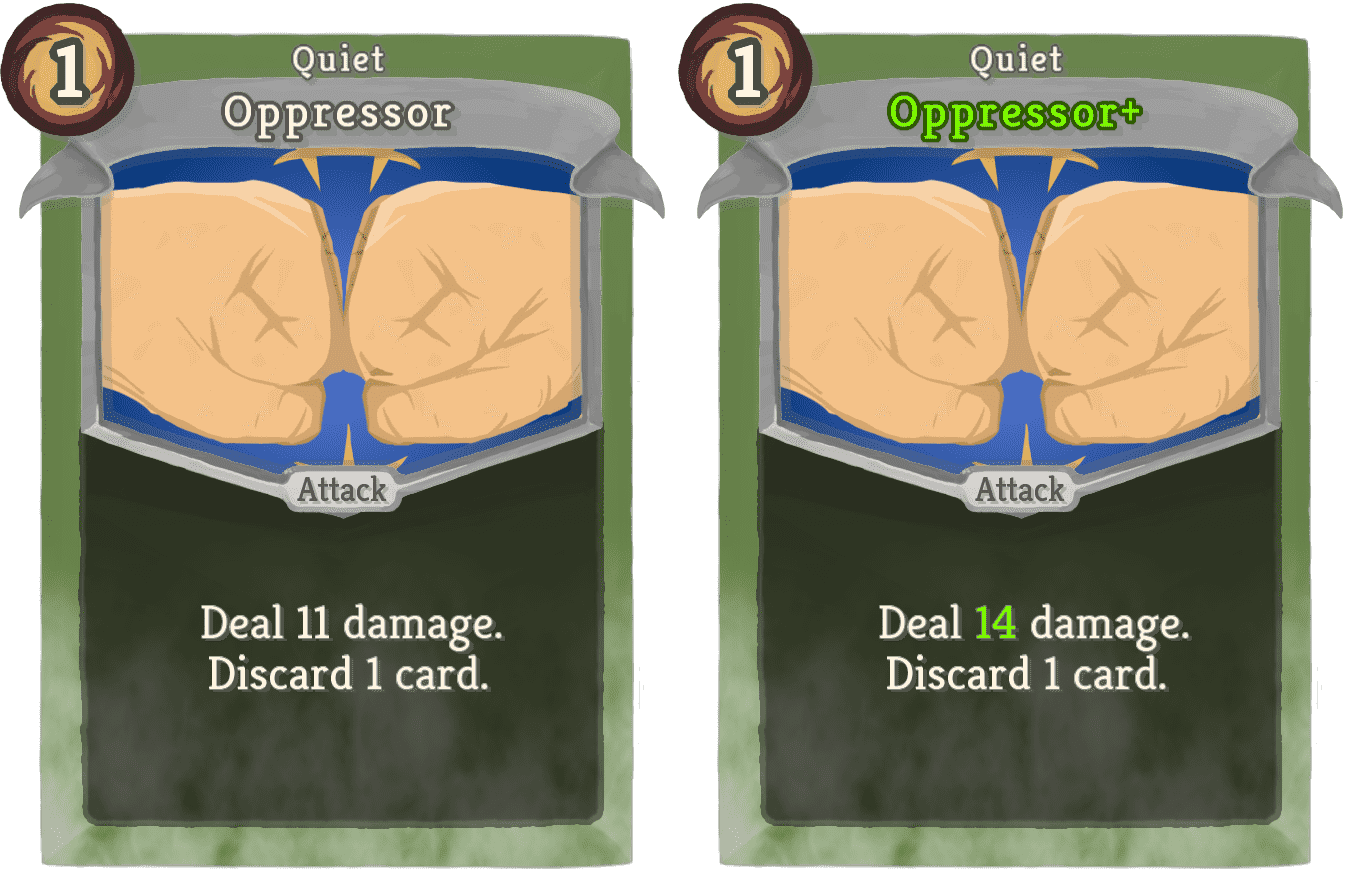 1
Quiet
Oppressor
Attack
Deal 11 damage.
Discard 1 card.
1
Quiet
Oppressor+
Attack
Deal 14 damage.
Discard 1 card.